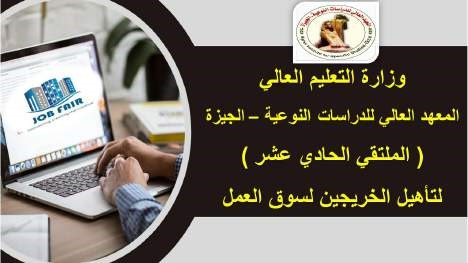 وزارة التعليم العالي
المعهد العالي للدراسات النوعية – الجيزة
( الملتقي الحادي عشر )
لتأهيل الخريجين لسوق العمل
JOB FAIR